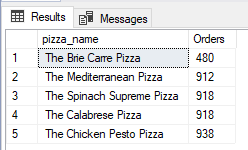 Results Messages
pizza_name Orders
1 The Brie Carre Pizza 480
2 The Mediterranean Pizza 912
3 The Spinach Supreme Pizza 918
4 The Calabrese Pizza 918
5 The Chicken Pesto Pizza 938